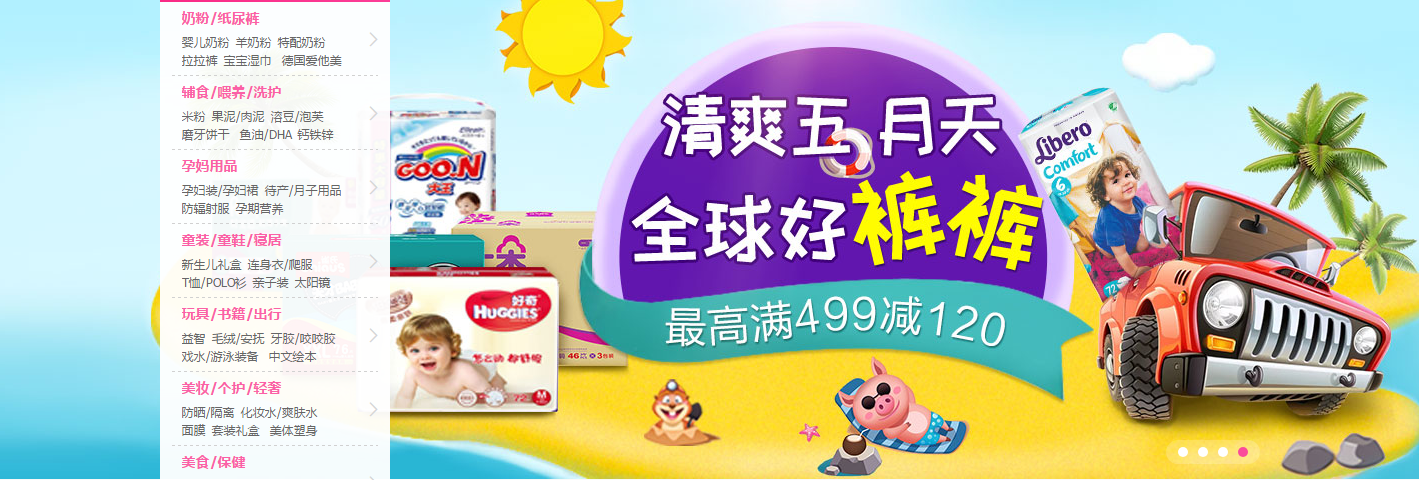 奶粉/纸尿裤
婴儿奶粉 羊奶粉 特配奶粉
拉拉裤 宝宝湿巾 德国爱他美
辅食/喂养/洗护
米粉 果泥/肉泥 溶豆/泡芙
磨牙饼干 鱼油/DHA 钙铁锌
孕妈用品
孕妇装/孕妇裙 待产/月子用品
防辐射服 孕期营养
童装/童鞋/寝居
新生儿礼盒 连身衣/爬服
T恤/POLO衫 亲子装 太阳镜
玩具/书籍/出行
益智 毛绒/安抚 牙胶/咬咬胶
戏水/游泳装备 中文绘本
美妆/个护/轻奢
防晒/隔离 化妆水/爽肤水
面膜 套装礼盒 美体塑身
美食/保健
GOO.N
大王
好奇
HUGGIES
M
72
46
清爽五月天
全球好裤裤
最高满499减120
Libero
Comfort
6
72